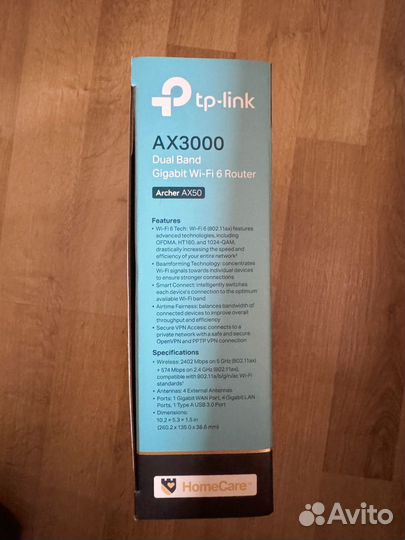 tp-link
AX3000
Dual Band
Gigabit Wi-Fi 6 Router
Archer AX50
Features
• Wi-Fi 6 Tech: Wi-Fi 6 (802.11ax) features
advanced technologies, including
OFDMA, HT160, and 1024-QAM,
drastically increasing the speed and
efficiency of your entire network¹
• Beamforming Technology: concentrates
Wi-Fi signals towards individual devices
to ensure stronger connections
• Smart Connect: intelligently switches
each device's connection to the optimum
available Wi-Fi band
• Airtime Fairness: balances bandwidth of
connected devices to improve overall
throughput and efficiency
• Secure VPN Access: connects to a
private network with a safe and secure
OpenVPN and PPTP VPN connection
Specifications
• Wireless: 2402 Mbps on 5 GHz (802.11ax)
+ 574 Mbps on 2.4 GHz (802.11ax),
compatible with 802.11a/b/g/n/ac Wi-Fi
standards¹
• Antennas: 4 External Antennas
• Ports: 1 Gigabit WAN Port, 4 Gigabit LAN
Ports, 1 Type A USB 3.0 Port
• Dimensions:
10.2 × 5.3 × 1.5 in
(260.2 × 135.0 × 38.6 mm)
HomeCare™
Avito